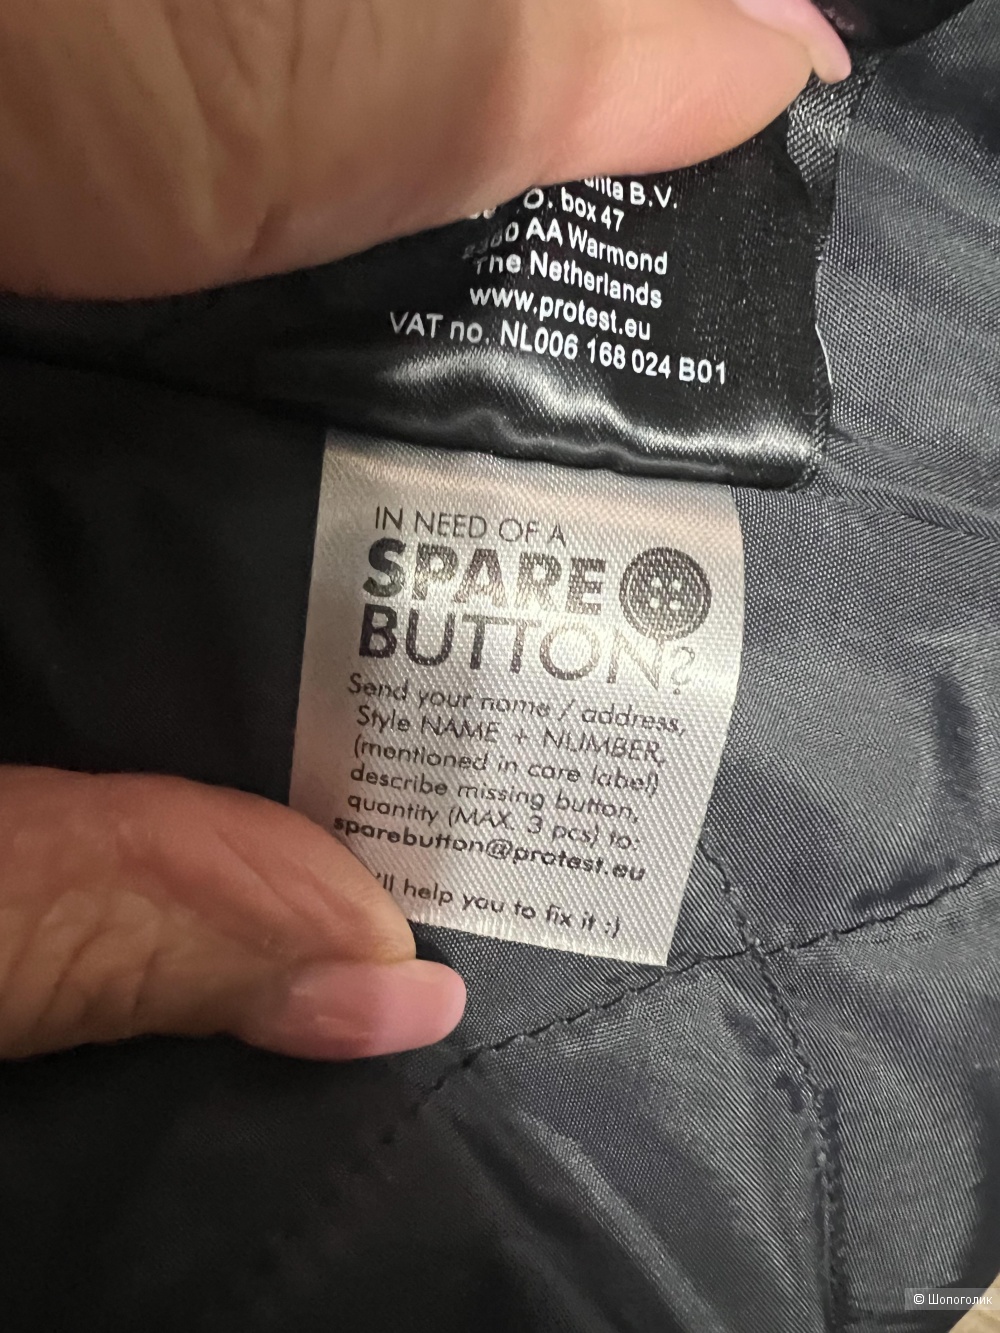 B.V.
O. box 47
AA Warmond
The Netherlands
www.protest.eu
VAT no. NL006 168 024 B01
IN NEED OF A
SPARE
BUTTON?
Send your name / address,
Style NAME + NUMBER,
(mentioned in care label)
describe missing button,
quantity (MAX. 3 pcs) to:
sparebutton@protest.eu
help you to fix it :)
© Шопоголик